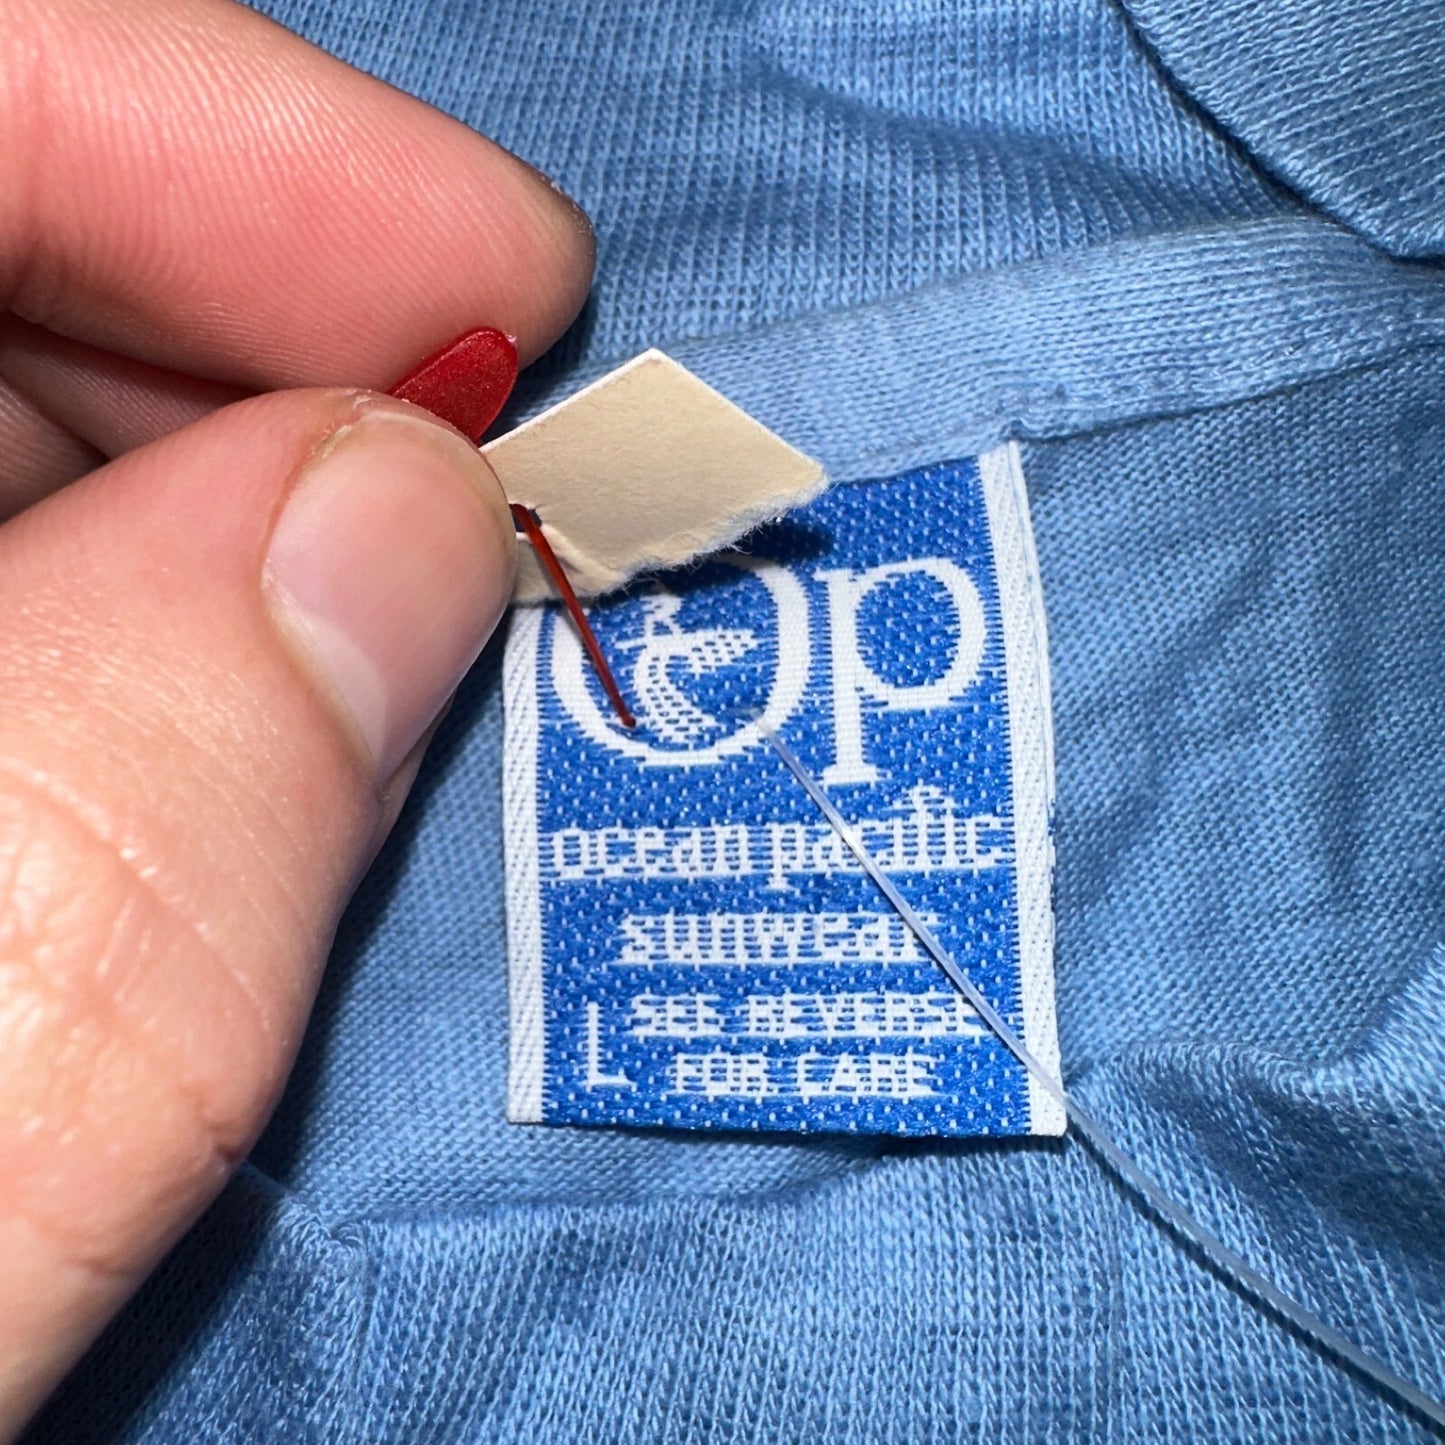 Op
ocean pacific
sunwear
L SEE REVERSE
FOR CARE